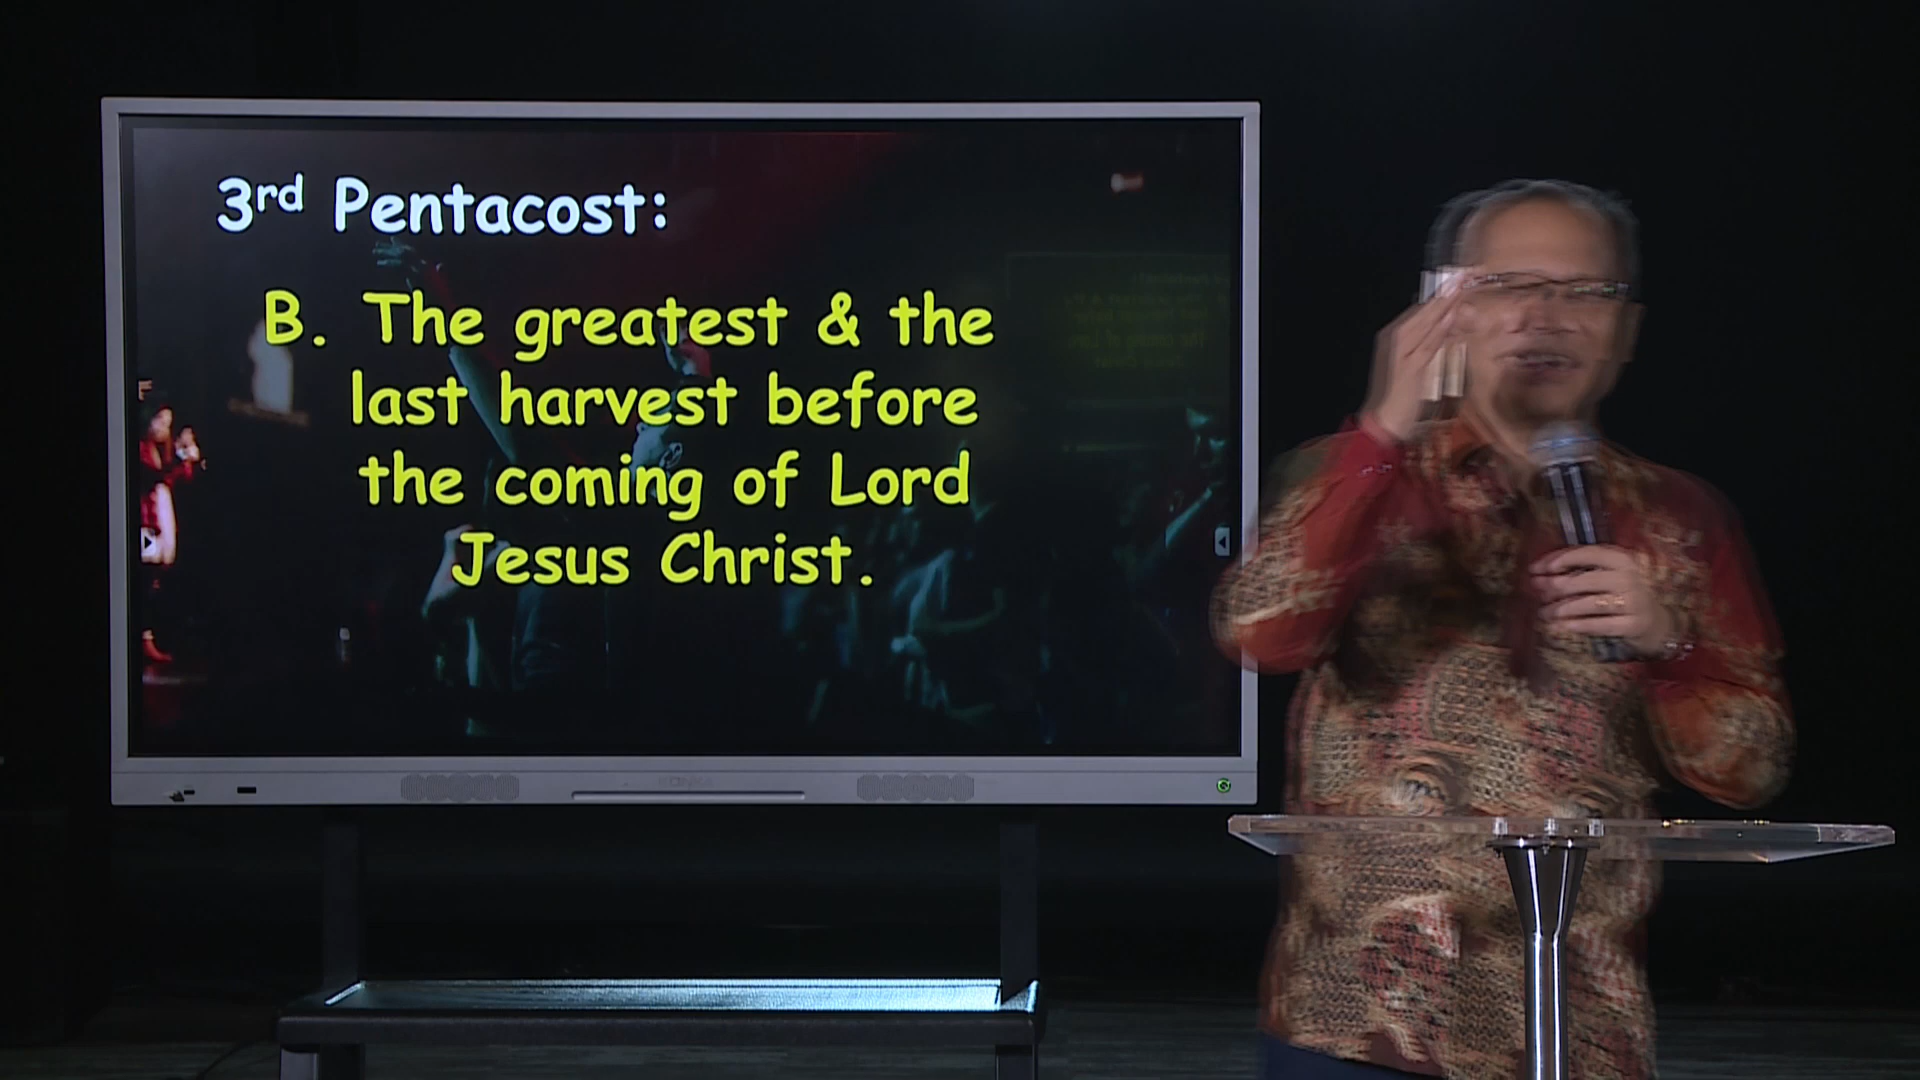 3rd Pentacost:
B. The greatest & the
last harvest before
the coming of Lord
Jesus Christ.